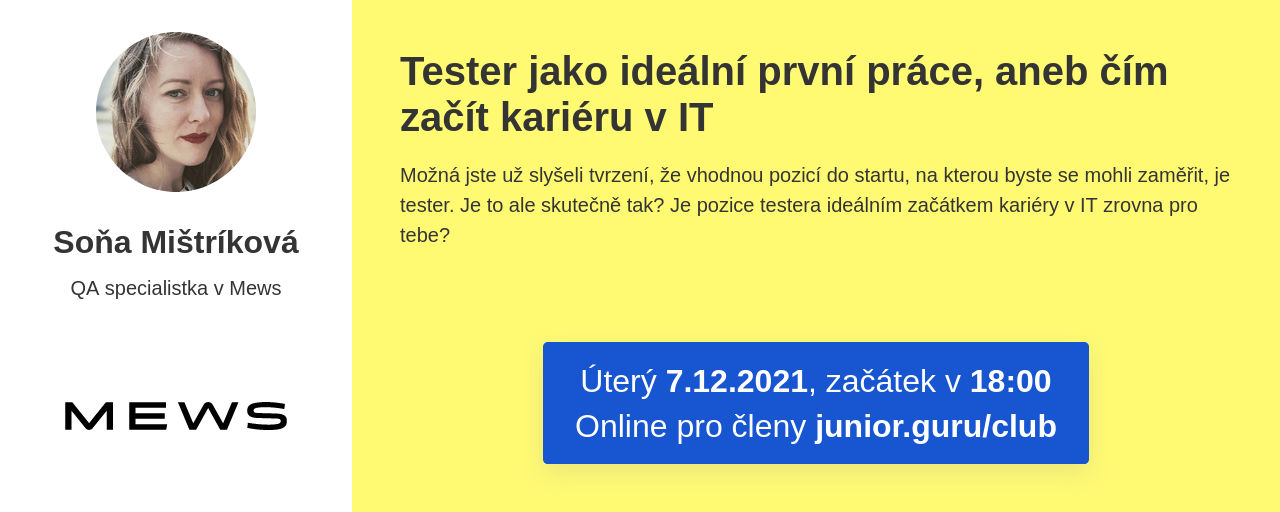 Soňa Mištríková
QA specialistka v Mews
MEWS
Tester jako ideální první práce, aneb čím
začít kariéru v IT
Možná jste už slyšeli tvrzení, že vhodnou pozicí do startu, na kterou byste se mohli zaměřit, je
tester. Je to ale skutečně tak? Je pozice testera ideálním začátkem kariéry v IT zrovna pro
tebe?
Úterý 7.12.2021, začátek v 18:00
Online pro členy junior.guru/club